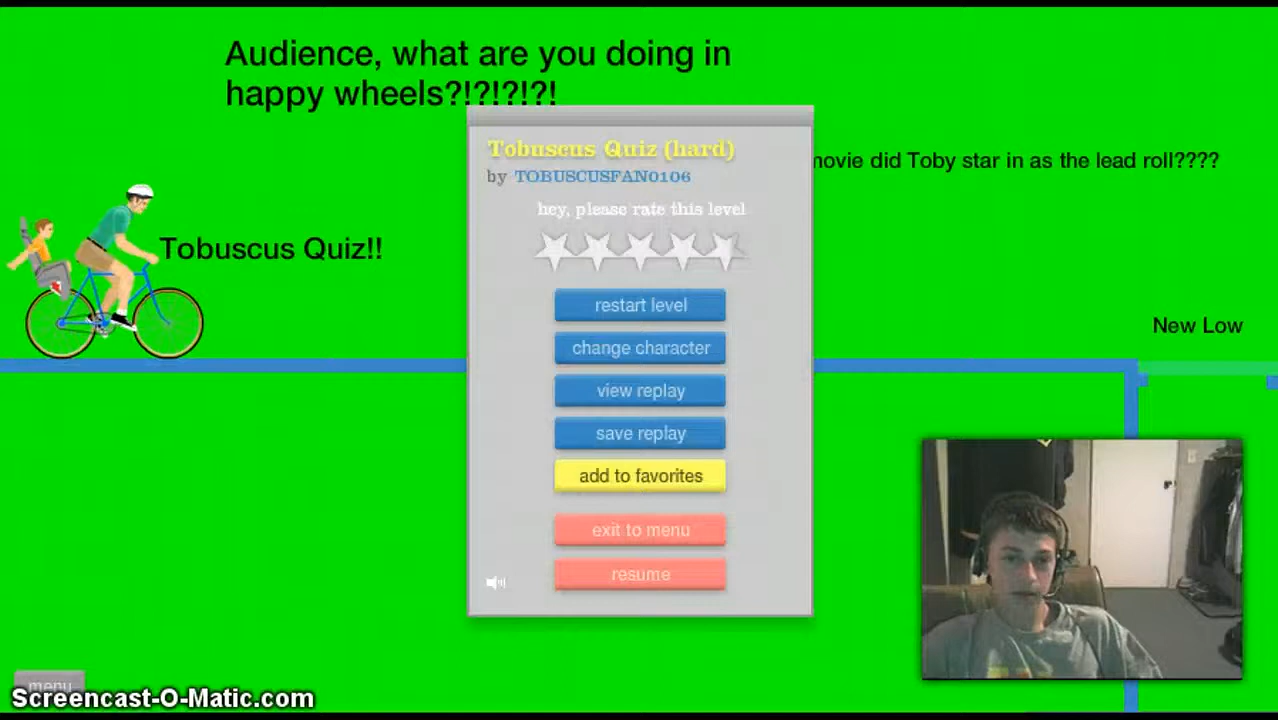 Audience, what are you doing in
happy wheels?!?!?!?!
Tobuscus Quiz (hard)
by TOBUSCUSFAN0106
hey, please rate this level
movie did Toby star in as the lead roll????
Tobuscus Quiz!!
restart level
New Low
change character
view replay
save replay
add to favorites
exit to menu
resume
menu
Screencast-O-Matic.com